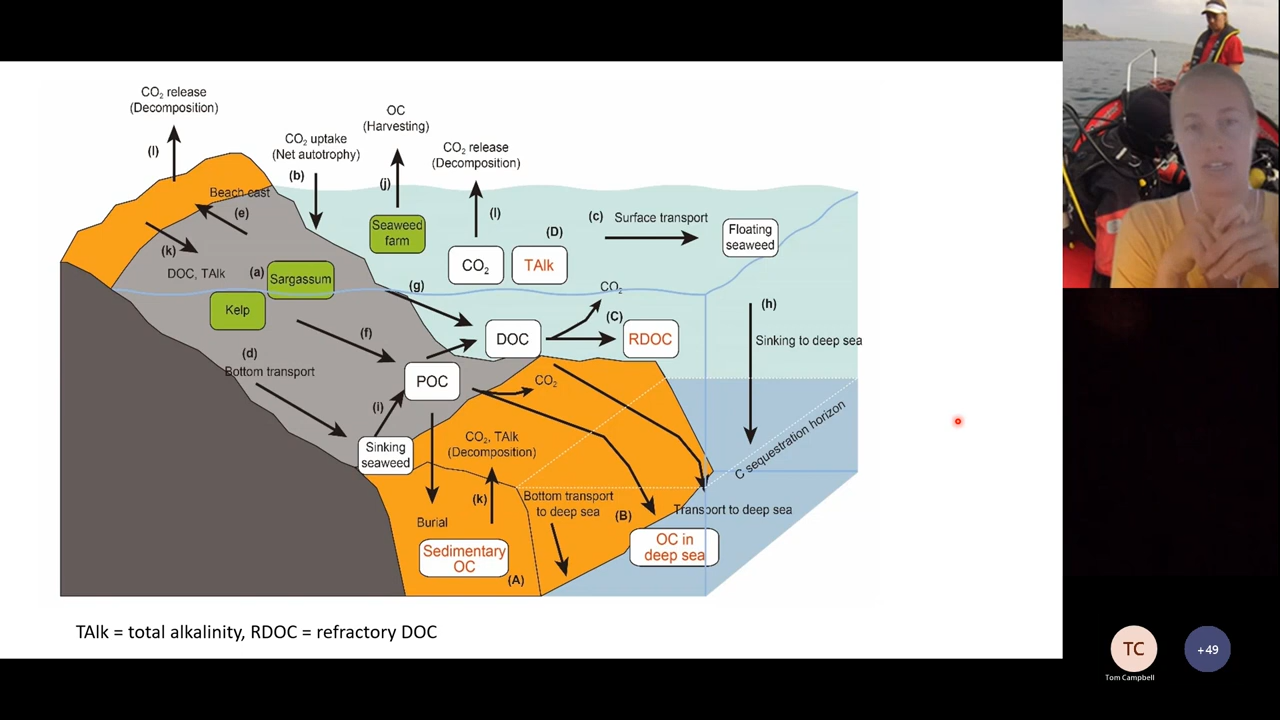 CO₂ release
(Decomposition)
(l)
CO₂ uptake
(Net autotrophy)
(b)
OC
(Harvesting)
(j)
CO₂ release
(Decomposition)
(l)
Beach cast
(e)
(k)
DOC, TAlk
(a)
Sargassum
Kelp
Seaweed
farm
CO₂
(D)
TAlk
(c)
Surface transport
Floating
seaweed
(g)
CO₂
(C)
DOC
RDOC
(h)
Sinking to deep sea
(f)
(d)
Bottom transport
POC
CO₂
(i)
Sinking
seaweed
CO₂, TAlk
(Decomposition)
(k)
Burial
Sedimentary
OC
(A)
Bottom transport
to deep sea
(B)
Transport to deep sea
C sequestration horizon
OC in
deep sea
TAlk = total alkalinity, RDOC = refractory DOC
TC
Tom Campbell
+49